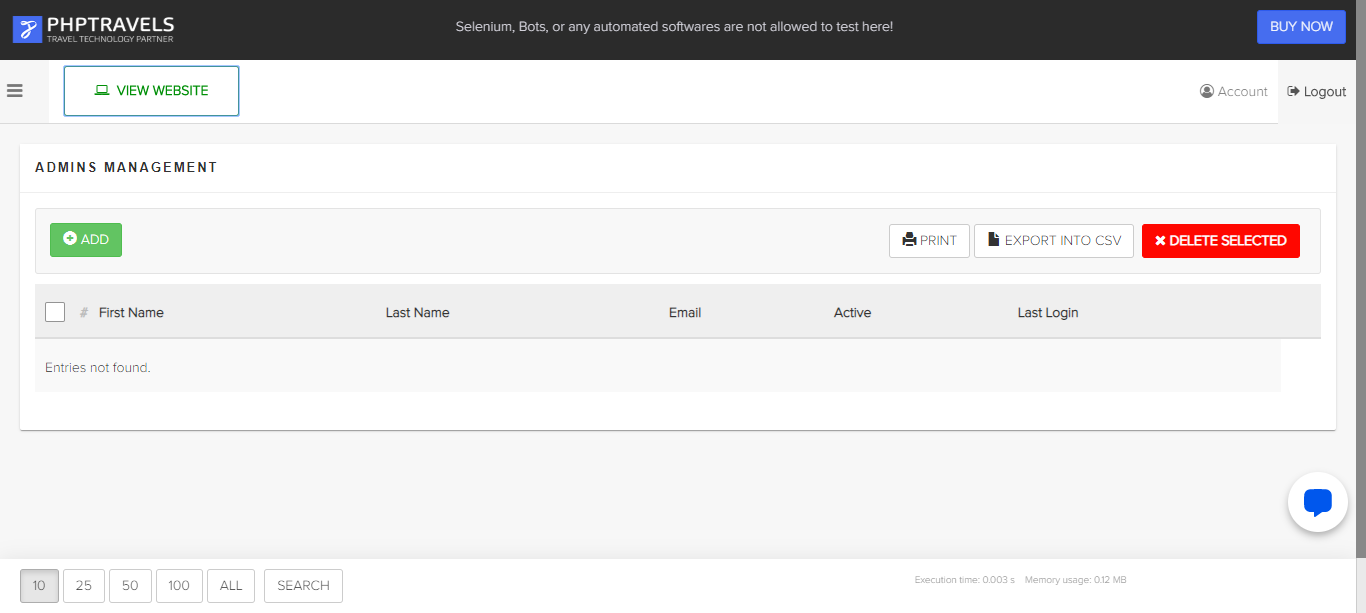 PHPTRAVELS
TRAVEL TECHNOLOGY PARTNER
Selenium, Bots, or any automated softwares are not allowed to test here!
BUY NOW
VIEW WEBSITE
Account
Logout
ADMINS MANAGEMENT
ADD
PRINT
EXPORT INTO CSV
DELETE SELECTED
# First Name Last Name Email Active Last Login
Entries not found.
10 25 50 100 ALL SEARCH
Execution time: 0.003 s Memory usage: 0.12 MB